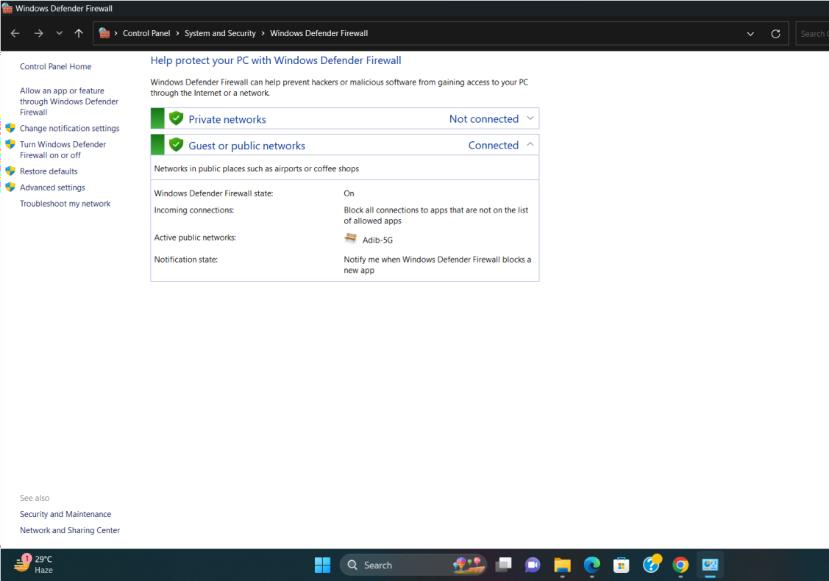 Windows Defender Firewall
Control Panel > System and Security > Windows Defender Firewall
Search
Control Panel Home
Allow an app or feature
through Windows Defender
Firewall
Change notification settings
Turn Windows Defender
Firewall on or off
Restore defaults
Advanced settings
Troubleshoot my network
Help protect your PC with Windows Defender Firewall
Windows Defender Firewall can help prevent hackers or malicious software from gaining access to your PC
through the Internet or a network.
Private networks Not connected
Guest or public networks Connected
Networks in public places such as airports or coffee shops
Windows Defender Firewall state: On
Incoming connections: Block all connections to apps that are not on the list
of allowed apps
Active public networks: Adib-5G
Notification state: Notify me when Windows Defender Firewall blocks a
new app
See also
Security and Maintenance
Network and Sharing Center
1
29°C
Haze
Search